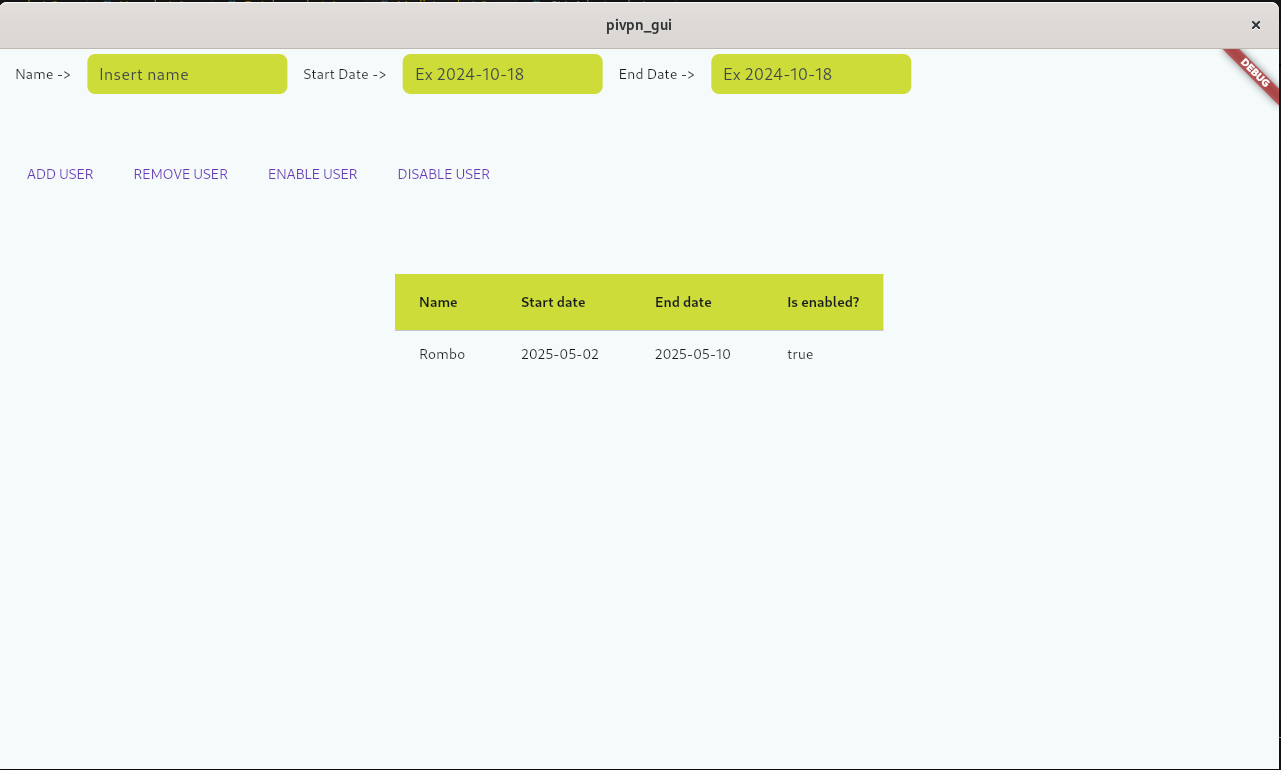 pivpn_gui
Name -> Insert name Start Date -> Ex 2024-10-18 End Date -> Ex 2024-10-18
DEBUG
ADD USER REMOVE USER ENABLE USER DISABLE USER
Name Start date End date Is enabled?
Rombo 2025-05-02 2025-05-10 true